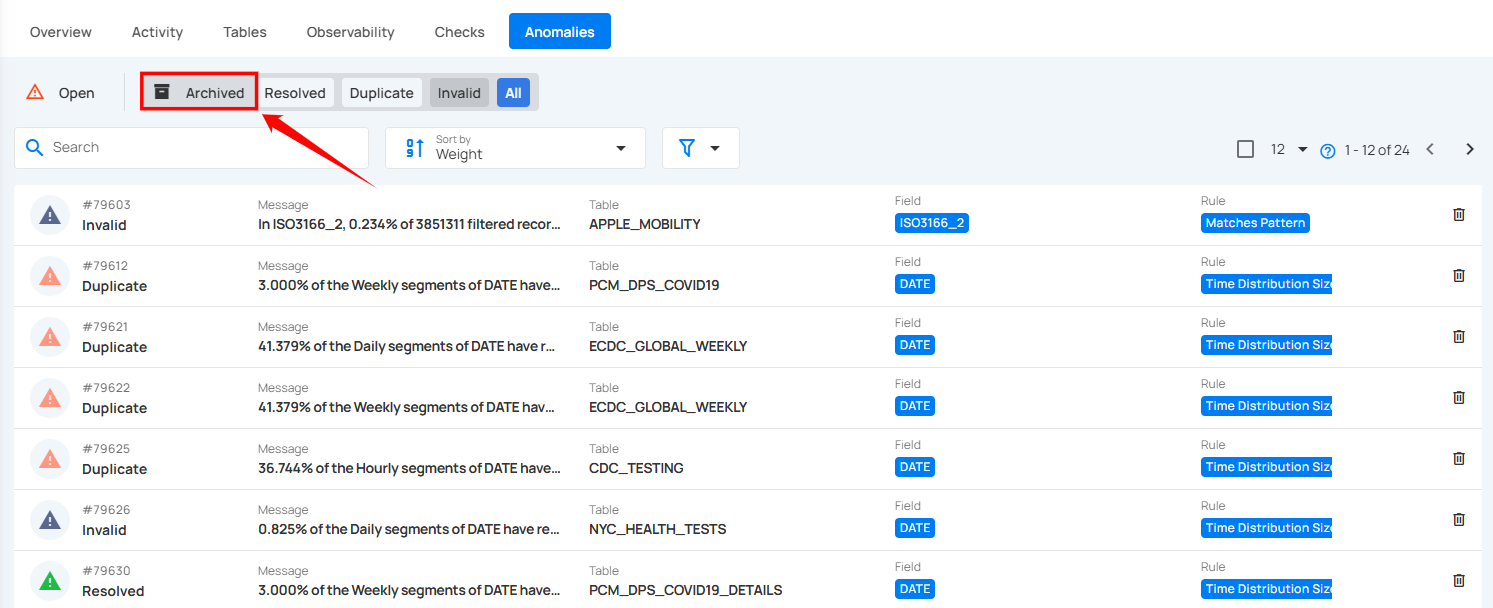 Overview Activity Tables Observability Checks Anomalies
Open Archived Resolved Duplicate Invalid All
Search Sort by Weight 12 1 - 12 of 24
#79603 Message Table Field Rule
Invalid In ISO3166_2, 0.234% of 3851311 filtered recor... APPLE_MOBILITY ISO3166_2 Matches Pattern
#79612 Message Table Field Rule
Duplicate 3.000% of the Weekly segments of DATE have... PCM_DPS_COVID19 DATE Time Distribution Size
#79621 Message Table Field Rule
Duplicate 41.379% of the Daily segments of DATE have r... ECDC_GLOBAL_WEEKLY DATE Time Distribution Size
#79622 Message Table Field Rule
Duplicate 41.379% of the Weekly segments of DATE hav... ECDC_GLOBAL_WEEKLY DATE Time Distribution Size
#79625 Message Table Field Rule
Duplicate 36.744% of the Hourly segments of DATE have... CDC_TESTING DATE Time Distribution Size
#79626 Message Table Field Rule
Invalid 0.825% of the Daily segments of DATE have re... NYC_HEALTH_TESTS DATE Time Distribution Size
#79630 Message Table Field Rule
Resolved 3.000% of the Weekly segments of DATE have... PCM_DPS_COVID19_DETAILS DATE Time Distribution Size